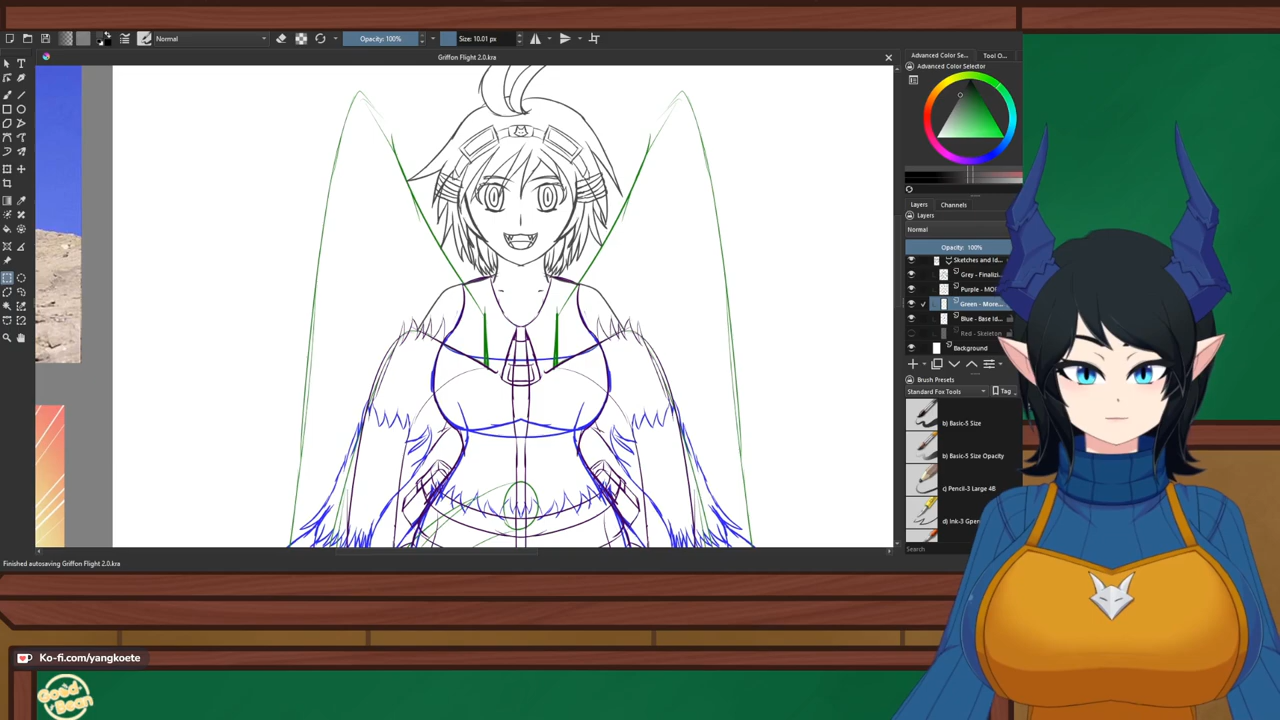 Normal
Opacity: 100%
Size: 10.01 px
Griffon Flight 2.0.kra
Advanced Color Se...
Tool O...
Advanced Color Selector
Layers
Channels
Layers
Normal
Opacity: 100%
Sketches and Id...
Grey - Finalizi...
Purple - MO...
Green - More...
Blue - Base Id...
Red - Skeleton
Background
Brush Presets
Standard Fox Tools
Tag
b) Basic-5 Size
b) Basic-5 Size Opacity
c) Pencil-3 Large 4B
d) Ink-3 Gpen
Search
Finished autosaving Griffon Flight 2.0.kra
Ko-fi.com/yangkoete
Good
Bean